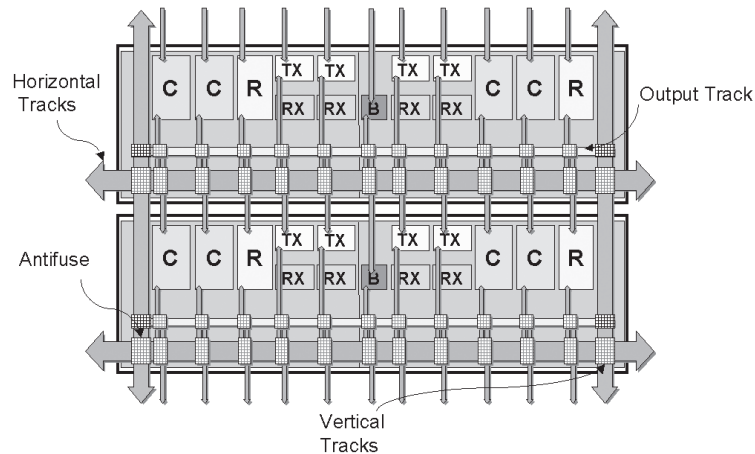 TX TX TX TX
C C R C C R
RX RX B RX RX
Horizontal
Tracks
Output Track
TX TX TX TX
C C R C C R
RX RX B RX RX
Antifuse
Vertical
Tracks